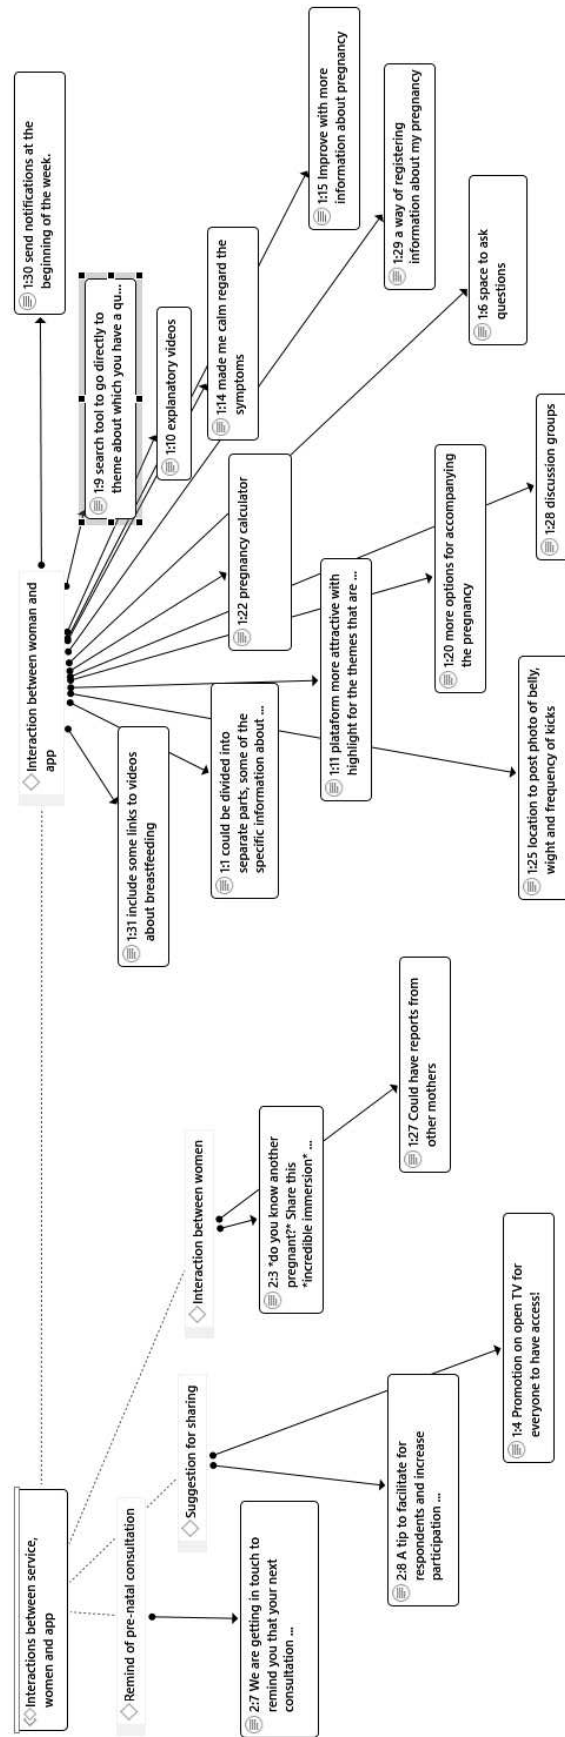 Interactions between service,
women and app
Remind of pre-natal consultation
2:7 We are getting in touch to
remind you that your next
consultation ...
Suggestion for sharing
2:8 A tip to facilitate for
respondents and increase
participation ...
1:4 Promotion on open TV for
everyone to have access!
Interaction between women
2:3 *do you know another
pregnant?* Share this
*incredible immersion* ...
1:27 Could have reports from
other mothers
Interaction between woman and
app
1:31 include some links to videos
about breastfeeding
1:1 could be divided into
separate parts, some of the
specific information about ...
1:25 location to post photo of belly,
wight and frequency of kicks
1:11 plataform more attractive with
highlight for the themes that are ...
1:20 more options for accompanying
the pregnancy
1:28 discussion groups
1:22 pregnancy calculator
1:6 space to ask
questions
1:29 a way of registering
information about my pregnancy
1:14 made me calm regard the
symptoms
1:15 Improve with more
information about pregnancy
1:10 explanatory videos
1:9 search tool to go directly to
theme about which you have a qu...
1:30 send notifications at the
beginning of the week.